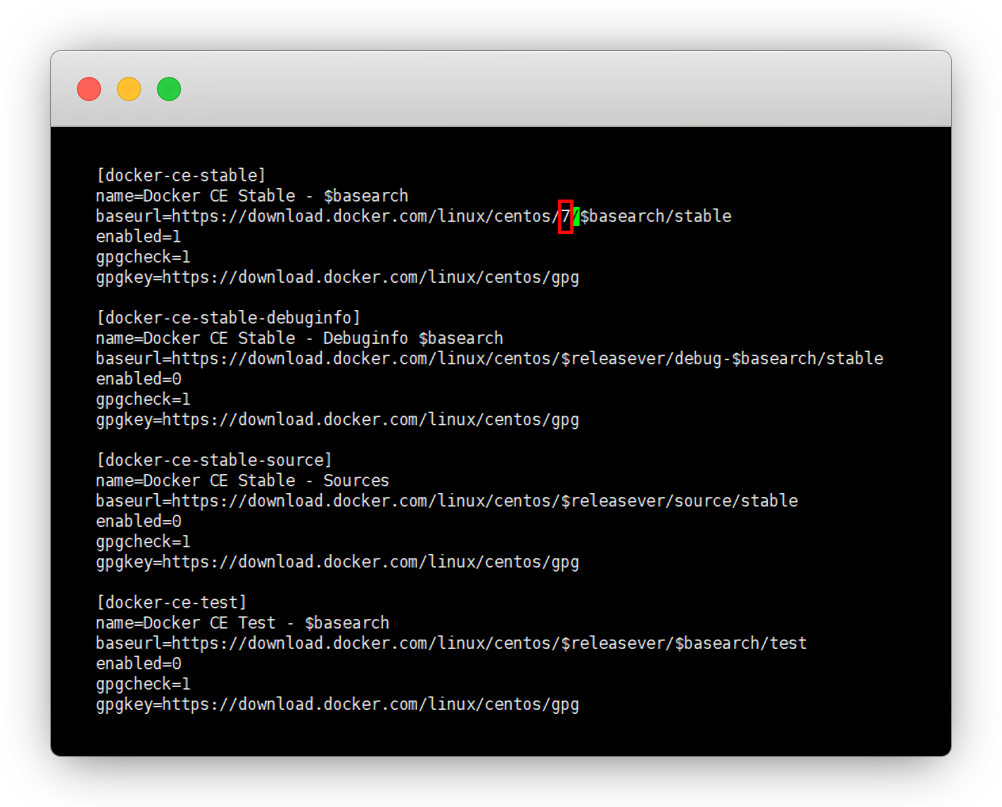 [docker-ce-stable]
name=Docker CE Stable - $basearch
baseurl=https://download.docker.com/linux/centos/7/$basearch/stable
enabled=1
gpgcheck=1
gpgkey=https://download.docker.com/linux/centos/gpg
[docker-ce-stable-debuginfo]
name=Docker CE Stable - Debuginfo $basearch
baseurl=https://download.docker.com/linux/centos/$releasever/debug-$basearch/stable
enabled=0
gpgcheck=1
gpgkey=https://download.docker.com/linux/centos/gpg
[docker-ce-stable-source]
name=Docker CE Stable - Sources
baseurl=https://download.docker.com/linux/centos/$releasever/source/stable
enabled=0
gpgcheck=1
gpgkey=https://download.docker.com/linux/centos/gpg
[docker-ce-test]
name=Docker CE Test - $basearch
baseurl=https://download.docker.com/linux/centos/$releasever/$basearch/test
enabled=0
gpgcheck=1
gpgkey=https://download.docker.com/linux/centos/gpg